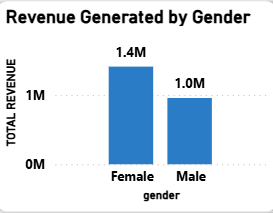 Revenue Generated by Gender
1.4M
1.0M
1M
0M
TOTAL REVENUE
Female Male
gender